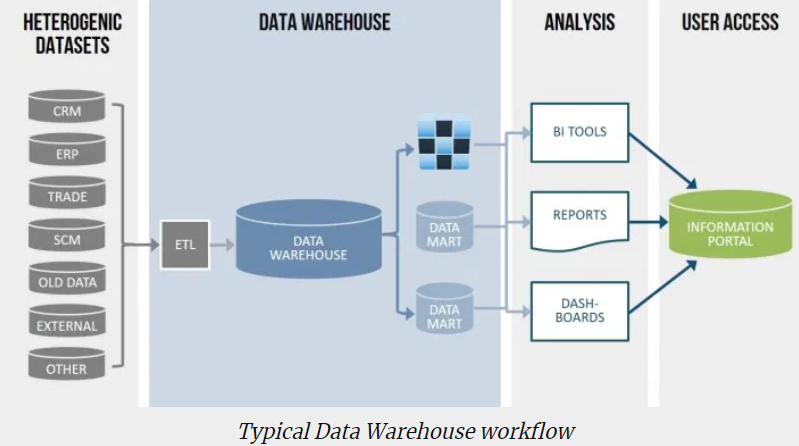 HETEROGENIC
DATASETS
DATA WAREHOUSE
ANALYSIS
USER ACCESS
CRM
ERP
TRADE
SCM
OLD DATA
EXTERNAL
OTHER
ETL
DATA
WAREHOUSE
DATA
MART
DATA
MART
BI TOOLS
REPORTS
DASH-
BOARDS
INFORMATION
PORTAL
Typical Data Warehouse workflow